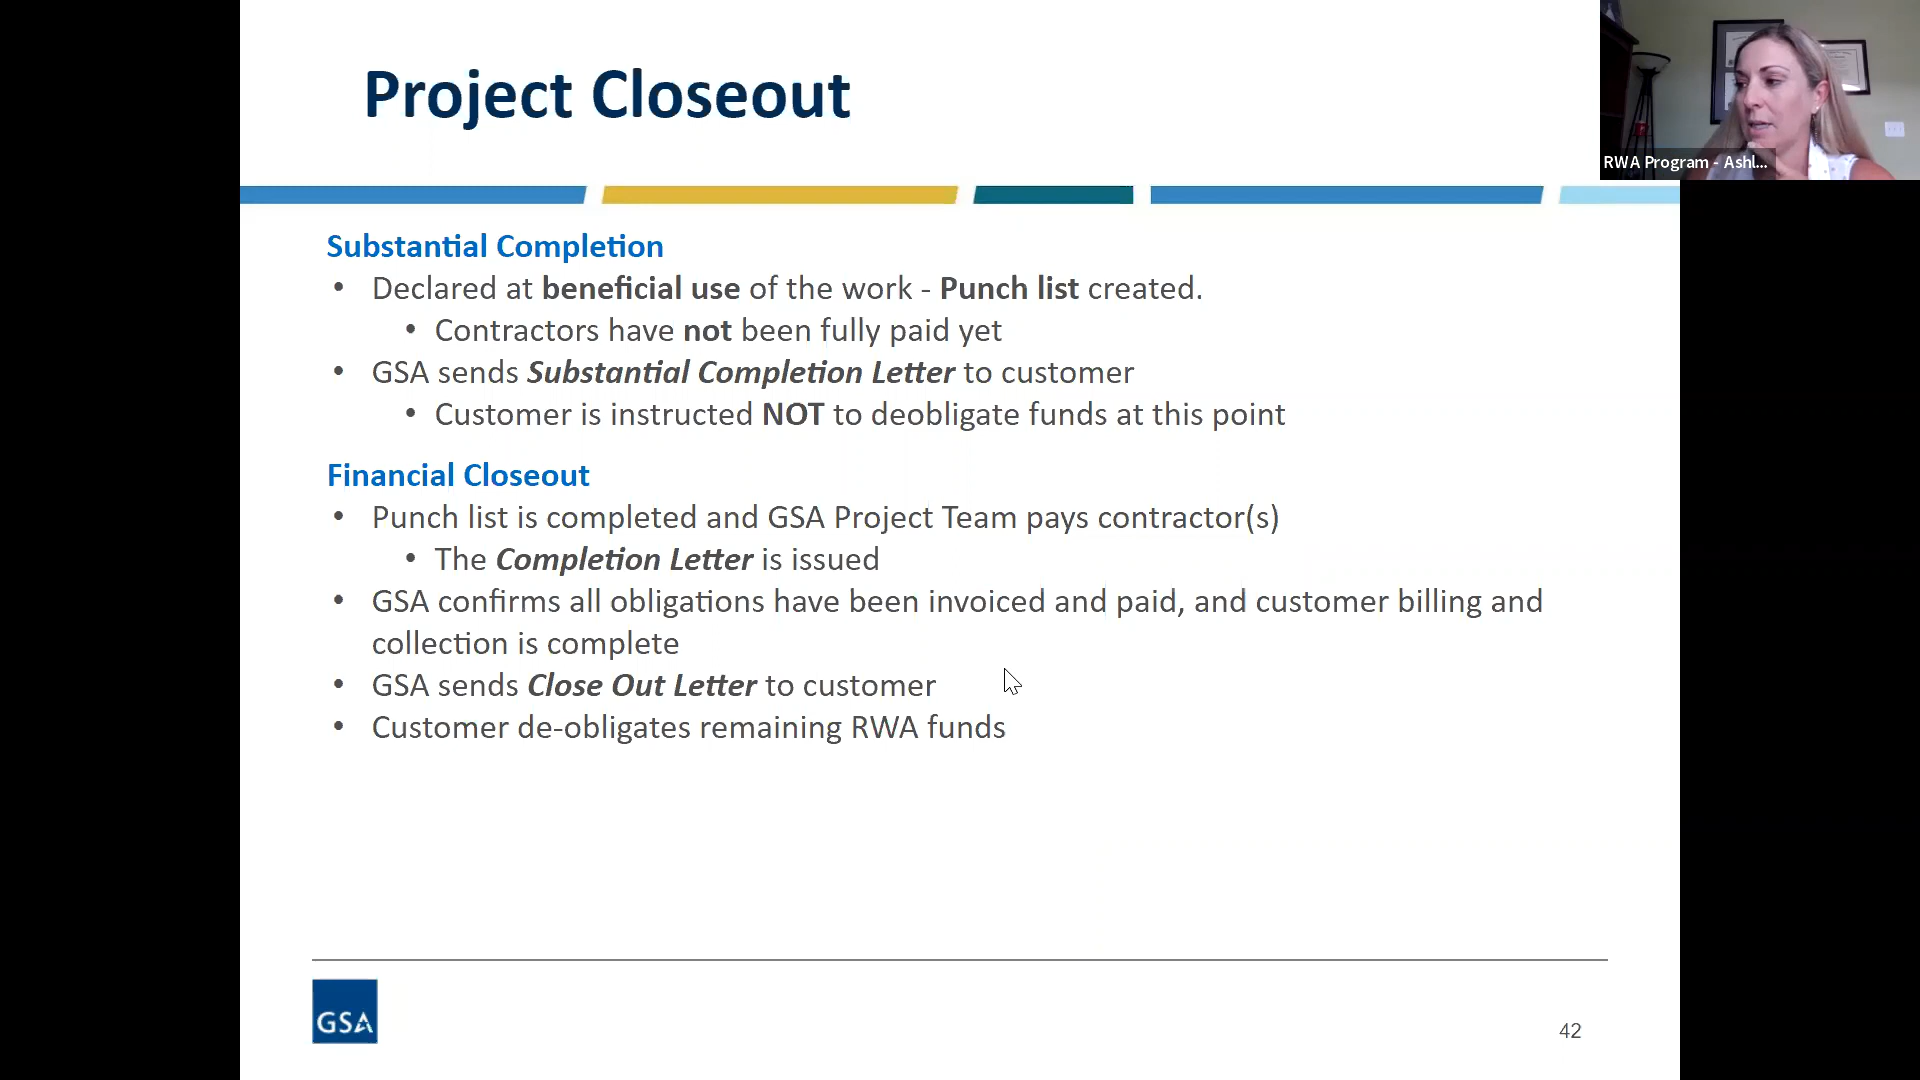 Project Closeout
RWA Program - Ashl...
Substantial Completion
• Declared at beneficial use of the work - Punch list created.
• Contractors have not been fully paid yet
• GSA sends Substantial Completion Letter to customer
• Customer is instructed NOT to deobligate funds at this point
Financial Closeout
• Punch list is completed and GSA Project Team pays contractor(s)
• The Completion Letter is issued
• GSA confirms all obligations have been invoiced and paid, and customer billing and
collection is complete
• GSA sends Close Out Letter to customer
• Customer de-obligates remaining RWA funds
GSA
42